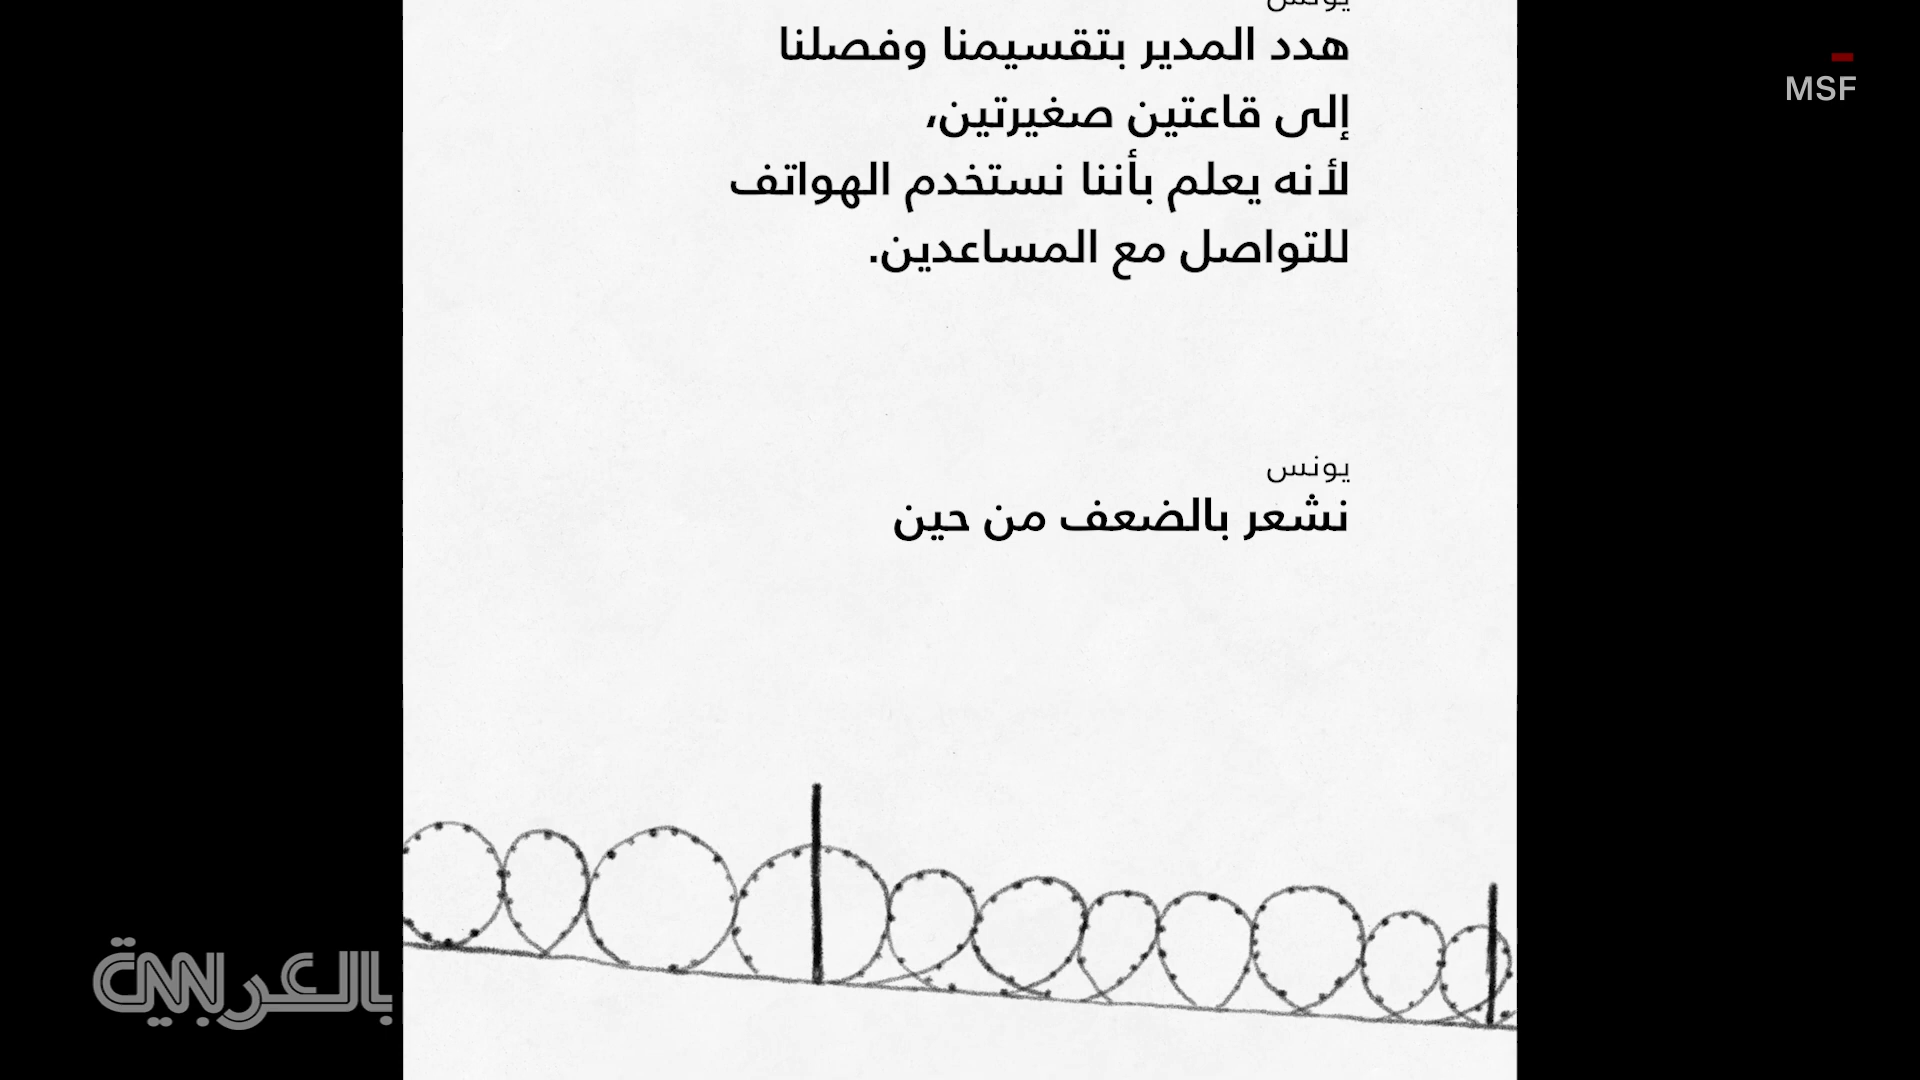 يونس
هدد المدير بتقسيمنا وفصلنا
إلى قاعتين صغيرتين،
لأنه يعلم بأننا نستخدم الهواتف
للتواصل مع المساعدين.
يونس
نشعر بالضعف من حين
MSF
CNN بالعربية